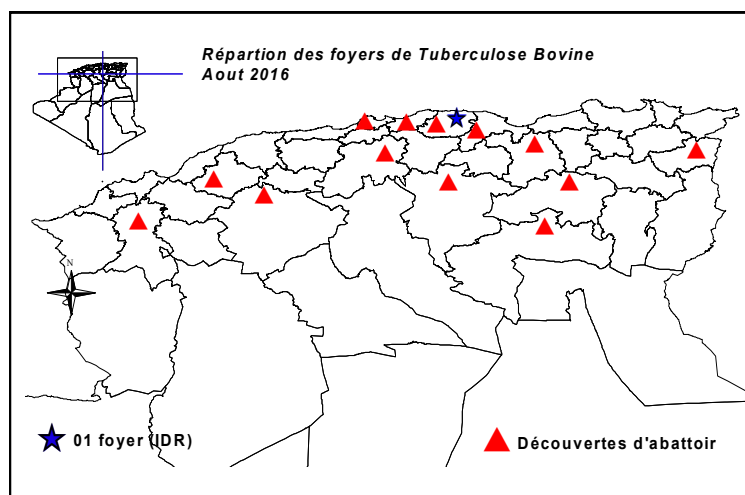 Répartion des foyers de Tuberculose Bovine
Aout 2016
N
01 foyer (IDR)
Découvertes d'abattoir